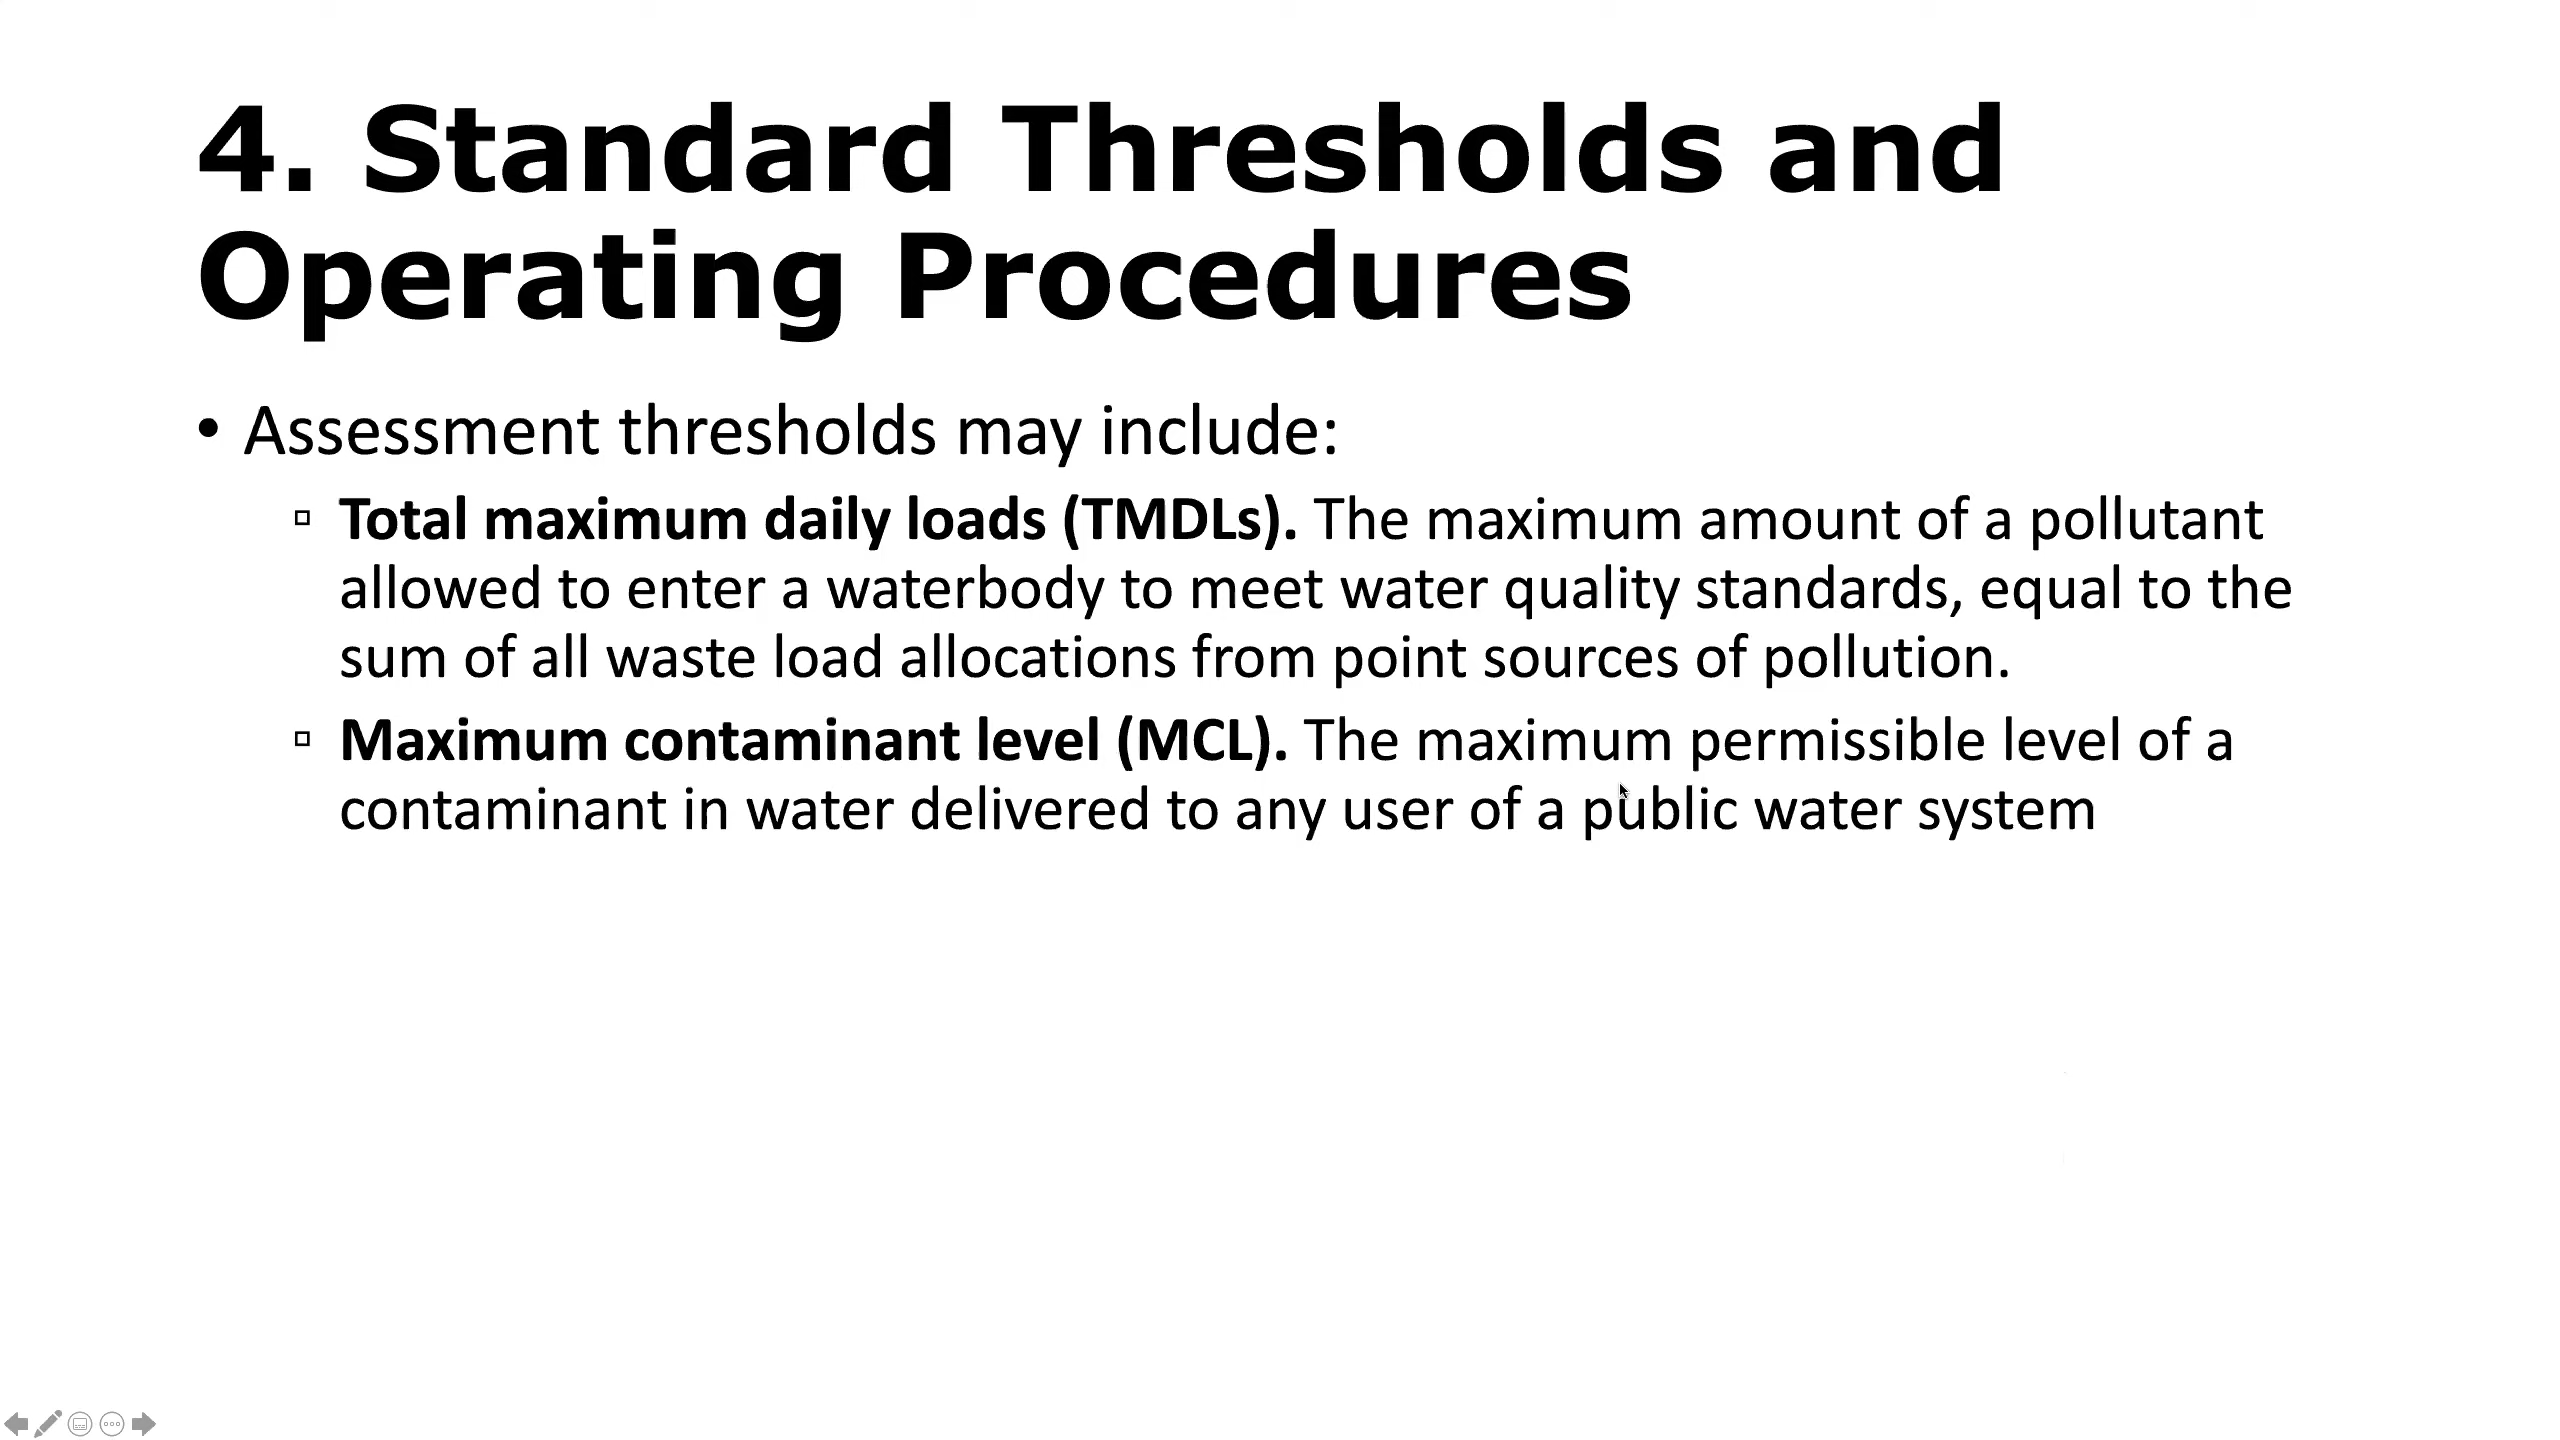 4. Standard Thresholds and
Operating Procedures
• Assessment thresholds may include:
▫ Total maximum daily loads (TMDLs). The maximum amount of a pollutant
allowed to enter a waterbody to meet water quality standards, equal to the
sum of all waste load allocations from point sources of pollution.
▫ Maximum contaminant level (MCL). The maximum permissible level of a
contaminant in water delivered to any user of a public water system